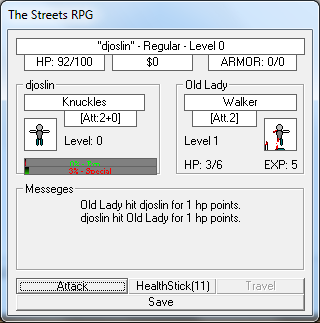 The Streets RPG
"djoslin" - Regular - Level 0
HP: 92/100 $0 ARMOR: 0/0
djoslin
Knuckles
[Att:2+0]
Level: 0
3% - Special
Old Lady
Walker
[Att.2]
Level 1
HP: 3/6 EXP: 5
Messeges
Old Lady hit djoslin for 1 hp points.
djoslin hit Old Lady for 1 hp points.
Attack HealthStick(11) Travel
Save